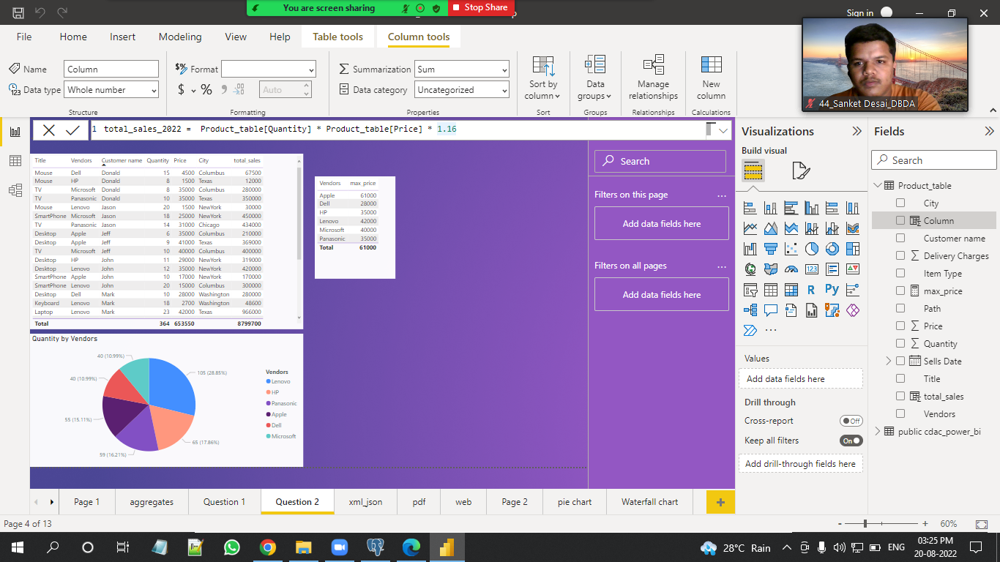 You are screen sharing
Stop Share
Sign in
File Home Insert Modeling View Help Table tools Column tools
Name Column
Data type Whole number
Structure
Format
$ % Auto
Formatting
Summarization Sum
Data category Uncategorized
Properties
Sort by column
Sort
Data groups
Groups
Manage relationships
Relationships
New column
Calculations
44_Sanket Desai_DBDA
1 total_sales_2022 = Product_table[Quantity] * Product_table[Price] * 1.16
Title Vendors Customer name Quantity Price City total_sales
Mouse Dell Donald 15 4500 Columbus 67500
Mouse HP Donald 8 1500 Texas 12000
TV Microsoft Donald 8 35000 Columbus 280000
TV Panasonic Donald 10 35000 Texas 350000
Mouse Lenovo Jason 20 1500 NewYork 30000
SmartPhone Microsoft Jason 18 25000 NewYork 450000
TV Panasonic Jason 14 31000 Chicago 434000
Desktop Apple Jeff 6 35000 Columbus 210000
Desktop Apple Jeff 9 41000 Texas 369000
TV Microsoft Jeff 10 40000 Columbus 400000
Desktop HP John 11 29000 NewYork 319000
Desktop Lenovo John 12 35000 NewYork 420000
SmartPhone Apple John 10 17000 NewYork 170000
SmartPhone Lenovo John 20 15000 Columbus 300000
Desktop Dell Mark 10 28000 Washington 280000
Keyboard Lenovo Mark 18 2700 Washington 48600
Laptop Lenovo Mark 23 42000 Texas 966000
Total 364 653550 8799700
Vendors max_price
Apple 61000
Dell 28000
HP 35000
Lenovo 42000
Microsoft 40000
Panasonic 35000
Total 61000
Quantity by Vendors
40 (10.99%)
105 (28.85%)
40 (10.99%)
55 (15.11%)
65 (17.86%)
59 (16.21%)
Vendors
Lenovo
HP
Panasonic
Apple
Dell
Microsoft
Search
Filters on this page ...
Add data fields here
Filters on all pages ...
Add data fields here
Visualizations
Build visual
123
R Py
...
Values
Add data fields here
Drill through
Cross-report Off
Keep all filters On
Add drill-through fields here
Fields
Search
Product_table
City
Column
Customer name
Delivery Charges
Item Type
max_price
Path
Price
Quantity
Sells Date
Title
total_sales
Vendors
public cdac_power_bi
Page 1 aggregates Question 1 Question 2 xml_json pdf web Page 2 pie chart Waterfall chart +
Page 4 of 13
- + 60%
28°C Rain
ENG
03:25 PM
20-08-2022